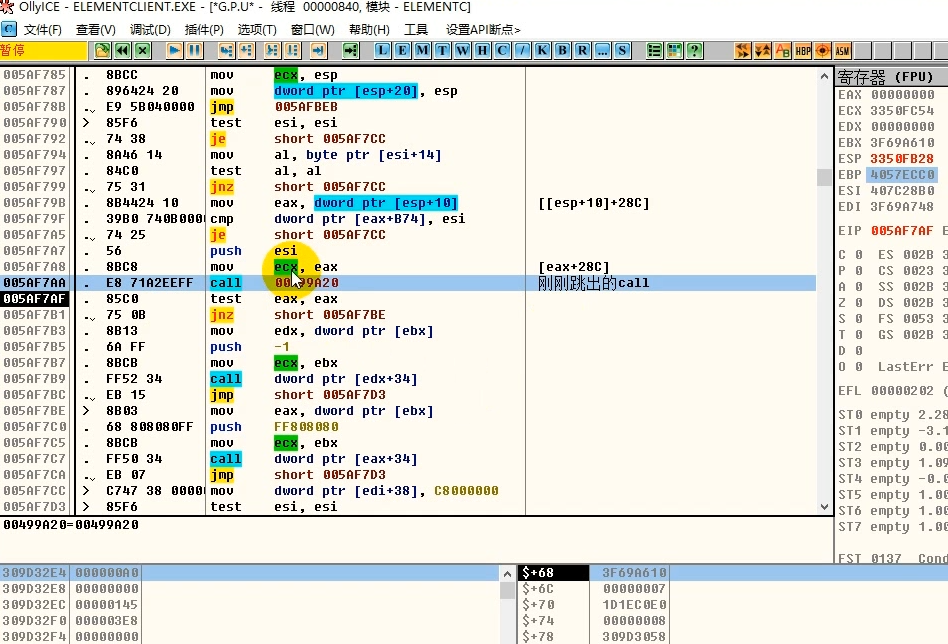 OllyICE - ELEMENTCLIENT.EXE - [*G.P.U* - 线程 00000840, 模块 - ELEMENTC]
C 文件(F) 查看(V) 调试(D) 插件(P) 选项(T) 窗口(W) 帮助(H) 工具 设置API断点>
暂停 L E M T W H C / K B R ... S ? HBP ASM
寄存器 (FPU)
005AF785 . 8BCC mov ecx, esp
005AF787 . 896424 20 mov dword ptr [esp+20], esp
005AF78B . E9 5B040000 jmp 005AFBEB
005AF790 > 85F6 test esi, esi
005AF792 . 74 38 je short 005AF7CC
005AF794 . 8A46 14 mov al, byte ptr [esi+14]
005AF797 . 84C0 test al, al
005AF799 . 75 31 jnz short 005AF7CC
005AF79B . 8B4424 10 mov eax, dword ptr [esp+10] [[esp+10]+28C]
005AF79F . 39B0 740B000 cmp dword ptr [eax+B74], esi
005AF7A5 . 74 25 je short 005AF7CC
005AF7A7 . 56 push esi
005AF7A8 . 8BC8 mov ecx, eax [eax+28C]
005AF7AA . E8 71A2EEFF call 00499A20 刚刚跳出的call
005AF7AF . 85C0 test eax, eax
005AF7B1 . 75 0B jnz short 005AF7BE
005AF7B3 . 8B13 mov edx, dword ptr [ebx]
005AF7B5 . 6A FF push -1
005AF7B7 . 8BCB mov ecx, ebx
005AF7B9 . FF52 34 call dword ptr [edx+34]
005AF7BC . EB 15 jmp short 005AF7D3
005AF7BE > 8B03 mov eax, dword ptr [ebx]
005AF7C0 . 68 808080FF push FF808080
005AF7C5 . 8BCB mov ecx, ebx
005AF7C7 . FF50 34 call dword ptr [eax+34]
005AF7CA . EB 07 jmp short 005AF7D3
005AF7CC > C747 38 0000 mov dword ptr [edi+38], C8000000
005AF7D3 > 85F6 test esi, esi
EAX 00000000
ECX 3350FC54
EDX 00000000
EBX 3F69A610
ESP 3350FB28
EBP 4057ECC0
ESI 407C28B0
EDI 3F69A748
EIP 005AF7AF E
C 0 ES 002B 3
P 0 CS 0023 3
A 0 SS 002B 3
Z 0 DS 002B 3
S 0 FS 0053 3
T 0 GS 002B 3
D 0
O 0 LastErr E
EFL 00000202 (
ST0 empty 2.28
ST1 empty -3.1
ST2 empty 0.00
ST3 empty 1.09
ST4 empty -0.0
ST5 empty 1.00
ST6 empty 1.00
ST7 empty 1.00
FST 0137 Cond
00499A20=00499A20
309D32E4 000000A0
309D32E8 00000000
309D32EC 00000145
309D32F0 000003E8
309D32F4 00000000
$+68 3F69A610
$+6C 00000007
$+70 1D1EC0E0
$+74 00000008
$+78 309D3058